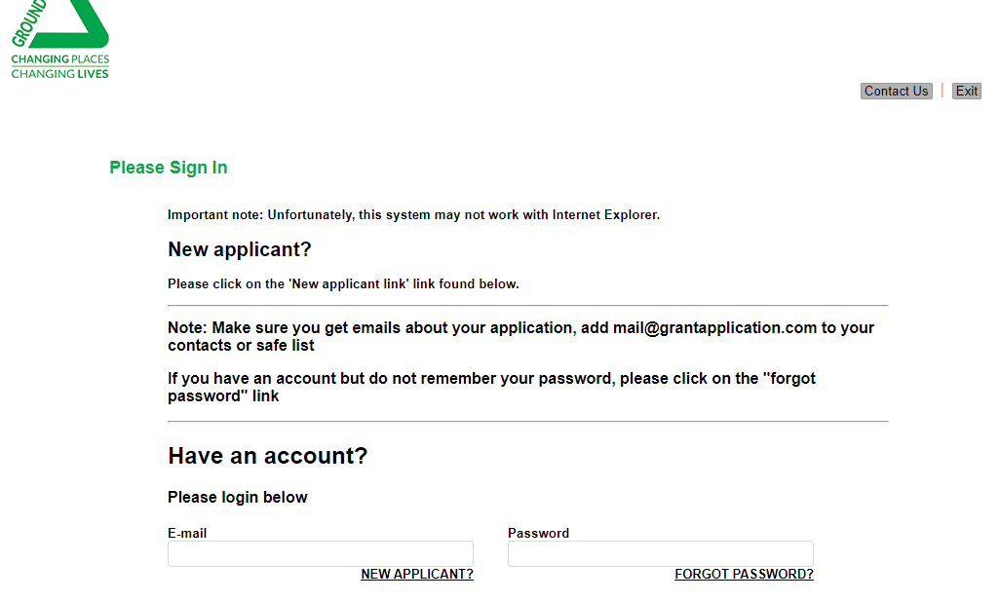 GROUND
CHANGING PLACES
CHANGING LIVES
Contact Us | Exit
Please Sign In
Important note: Unfortunately, this system may not work with Internet Explorer.
New applicant?
Please click on the 'New applicant link' link found below.
Note: Make sure you get emails about your application, add mail@grantapplication.com to your
contacts or safe list
If you have an account but do not remember your password, please click on the "forgot
password" link
Have an account?
Please login below
E-mail
Password
NEW APPLICANT?
FORGOT PASSWORD?